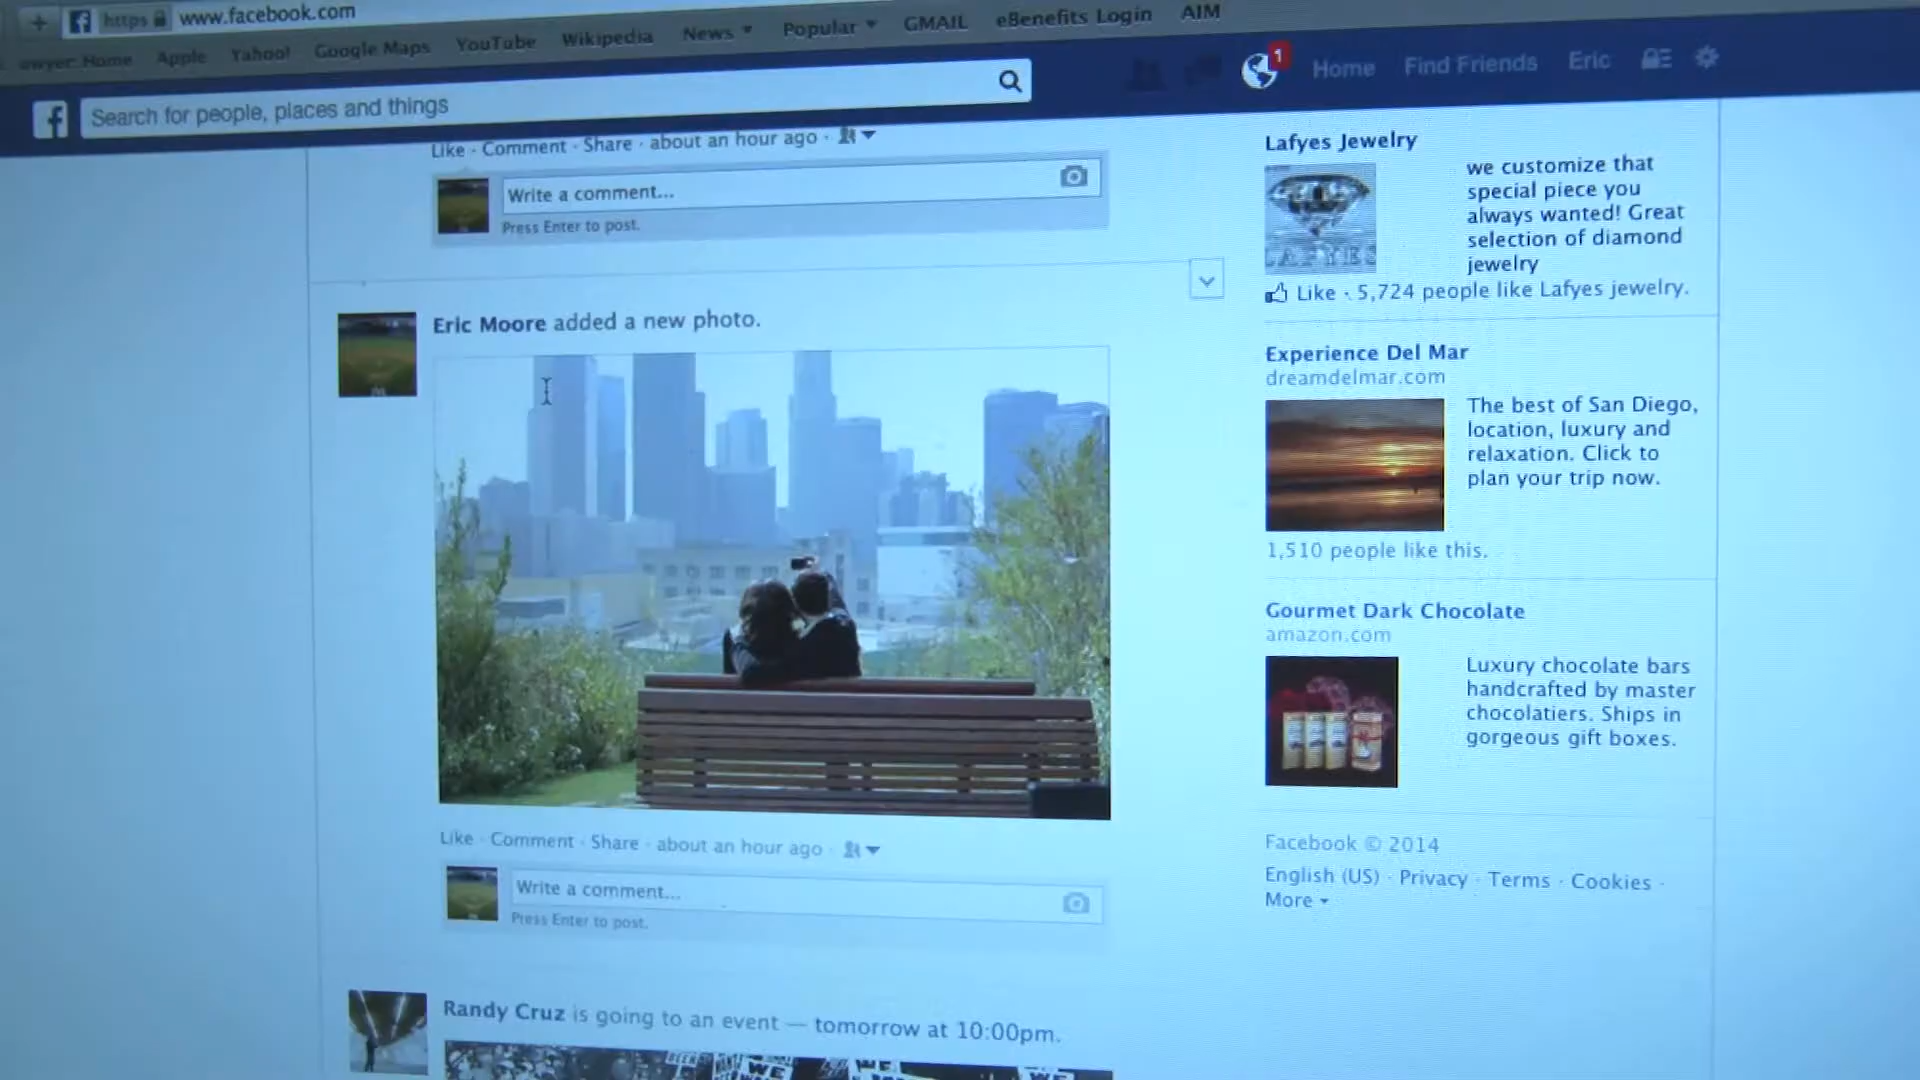 https www.facebook.com
Home Apple Yahoo! Google Maps YouTube Wikipedia News Popular GMAIL eBenefits Login AIM
Search for people, places and things
1 Home Find Friends Eric
Like · Comment · Share · about an hour ago ·
Write a comment...
Press Enter to post.
Eric Moore added a new photo.
Like · Comment · Share · about an hour ago ·
Write a comment...
Press Enter to post.
Randy Cruz is going to an event — tomorrow at 10:00pm.
WE
WE
WE
Lafyes Jewelry
we customize that
special piece you
always wanted! Great
selection of diamond
jewelry
LAFYES
Like · 5,724 people like Lafyes jewelry.
Experience Del Mar
dreamdelmar.com
The best of San Diego,
location, luxury and
relaxation. Click to
plan your trip now.
1,510 people like this.
Gourmet Dark Chocolate
amazon.com
Luxury chocolate bars
handcrafted by master
chocolatiers. Ships in
gorgeous gift boxes.
Facebook © 2014
English (US) · Privacy · Terms · Cookies ·
More